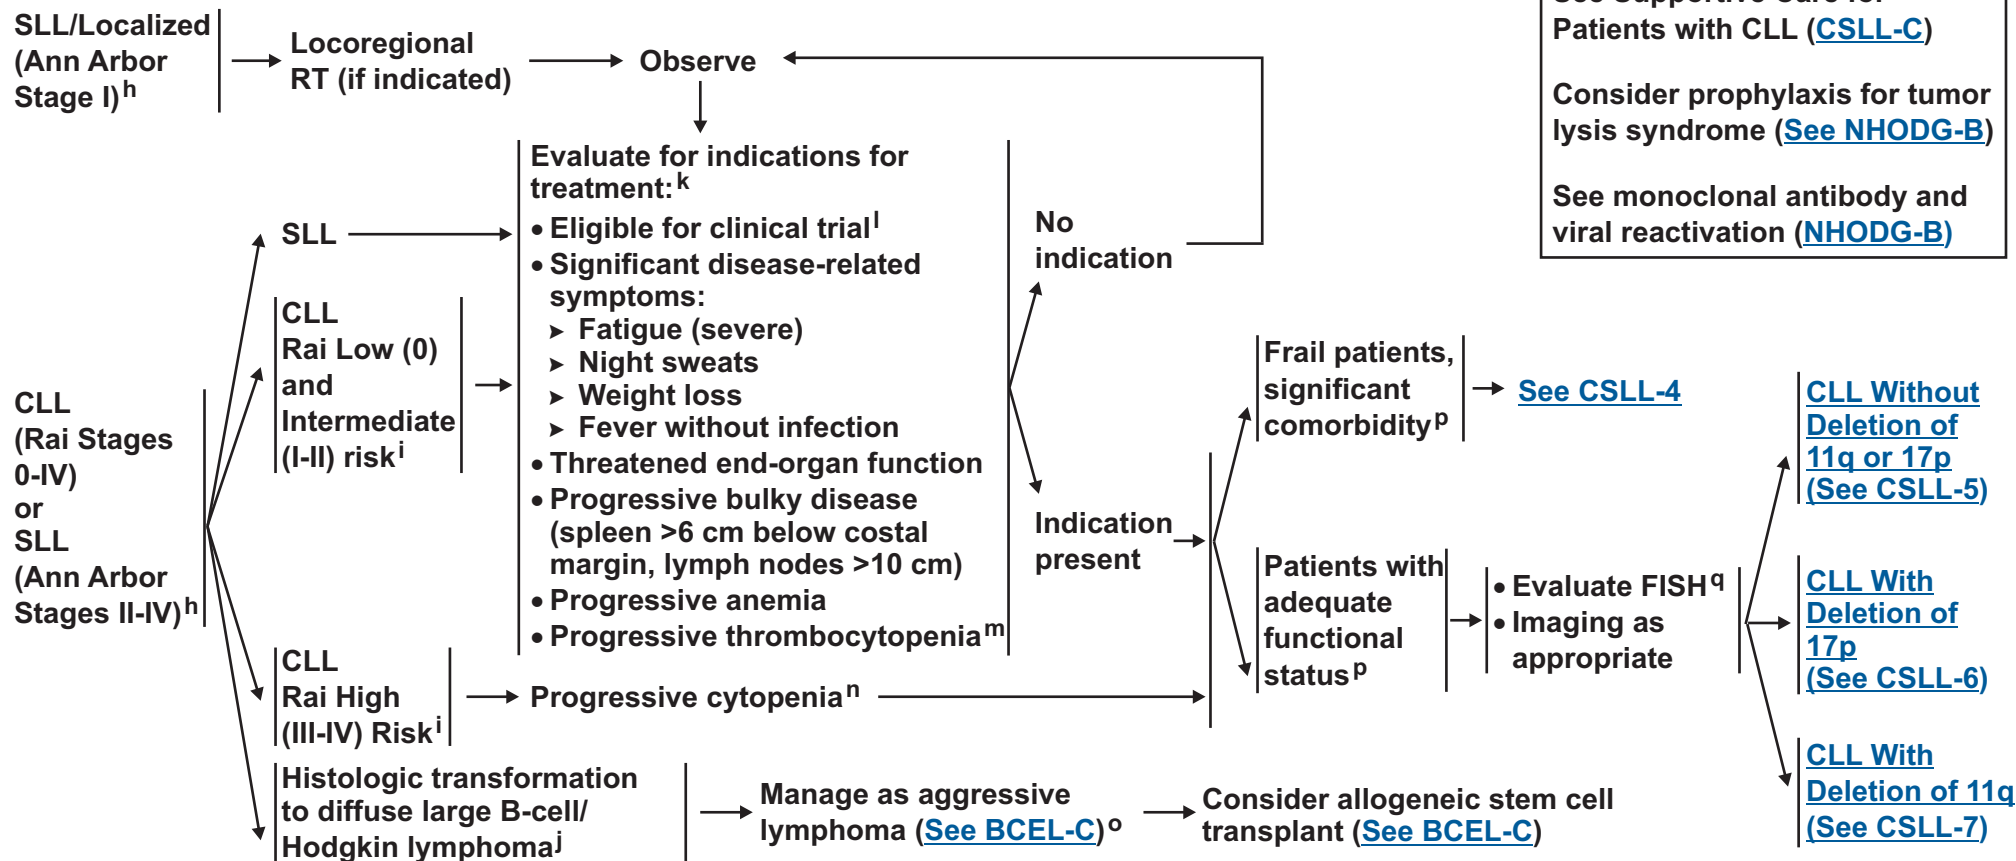 SLL/Localized
(Ann Arbor
Stage I)h
Locoregional
RT (if indicated)
Observe
See Supportive Care for
Patients with CLL (CSLL-C)
Consider prophylaxis for tumor
lysis syndrome (See NHODG-B)
See monoclonal antibody and
viral reactivation (NHODG-B)
CLL
(Rai Stages
0-IV)
or
SLL
(Ann Arbor
Stages II-IV)h
SLL
CLL
Rai Low (0)
and
Intermediate
(I-II) riski
CLL
Rai High
(III-IV) Riski
Histologic transformation
to diffuse large B-cell/
Hodgkin lymphomaj
Evaluate for indications for
treatment:k
• Eligible for clinical triall
• Significant disease-related
symptoms:
➤ Fatigue (severe)
➤ Night sweats
➤ Weight loss
➤ Fever without infection
• Threatened end-organ function
• Progressive bulky disease
(spleen >6 cm below costal
margin, lymph nodes >10 cm)
• Progressive anemia
• Progressive thrombocytopeniam
Progressive cytopenian
Manage as aggressive
lymphoma (See BCEL-C)o
Consider allogeneic stem cell
transplant (See BCEL-C)
No
indication
Indication
present
Frail patients,
significant
comorbidityp
See CSLL-4
Patients with
adequate
functional
statusp
• Evaluate FISHq
• Imaging as
appropriate
CLL Without
Deletion of
11q or 17p
(See CSLL-5)
CLL With
Deletion of
17p
(See CSLL-6)
CLL With
Deletion of 11q
(See CSLL-7)